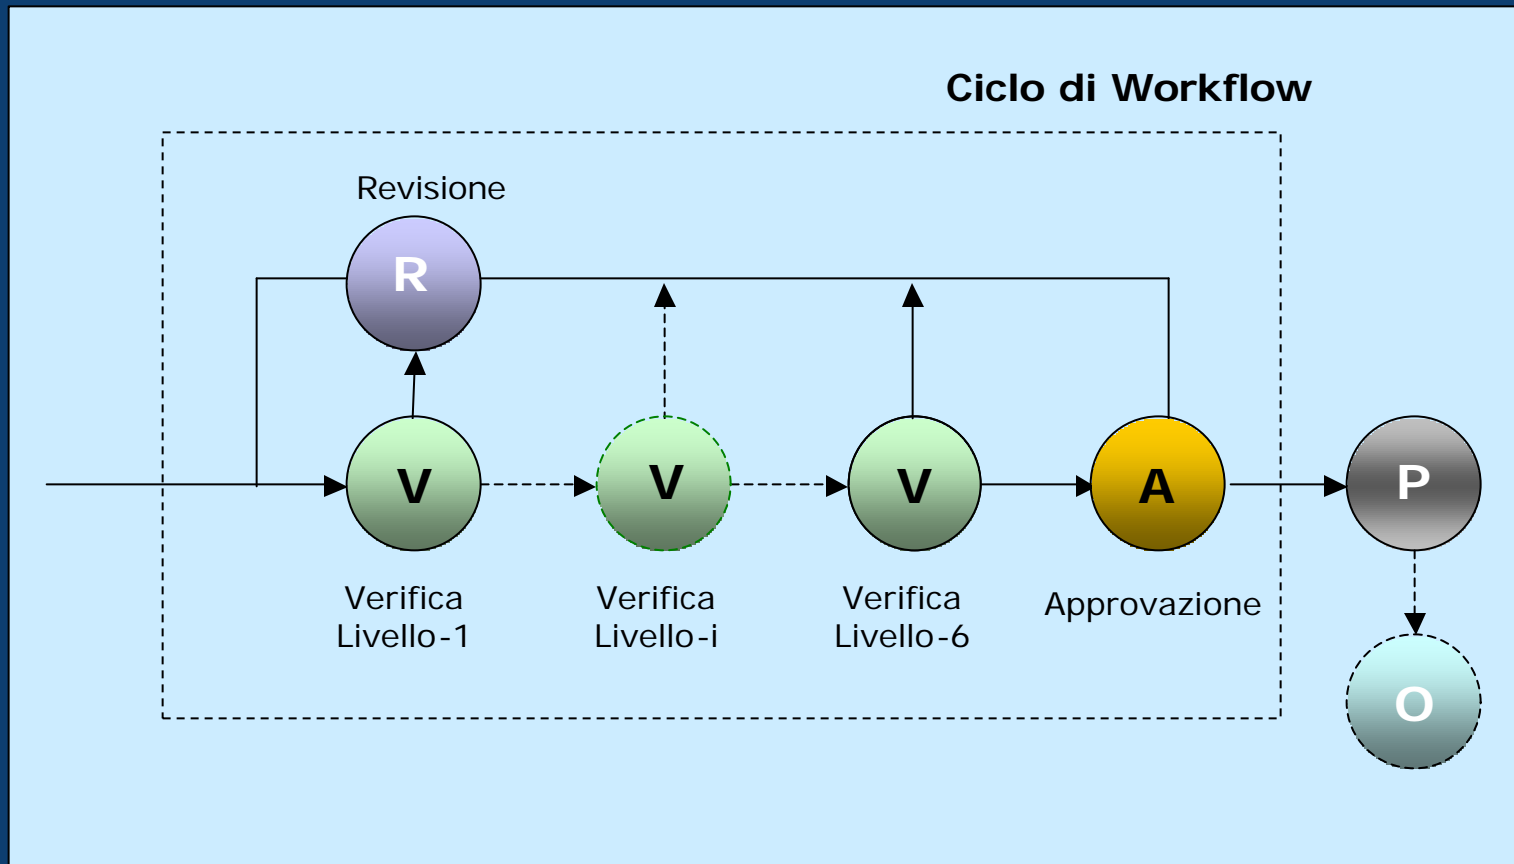 Ciclo di Workflow
Revisione
R
V
V
V
A
P
Verifica
Livello-1
Verifica
Livello-i
Verifica
Livello-6
Approvazione
O